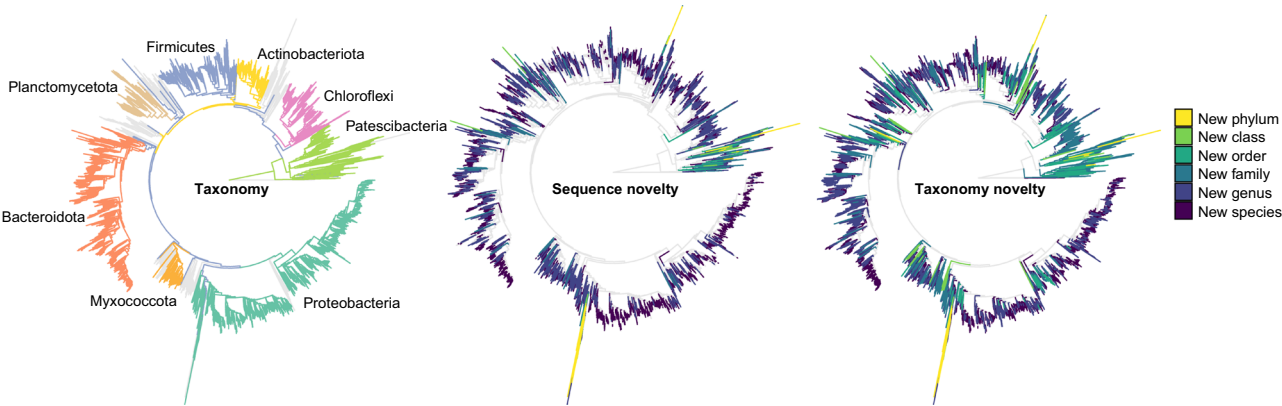 Firmicutes
Actinobacteriota
Planctomycetota
Chloroflexi
Patescibacteria
Taxonomy
Bacteroidota
Myxococcota
Proteobacteria
Sequence novelty
Taxonomy novelty
New phylum
New class
New order
New family
New genus
New species